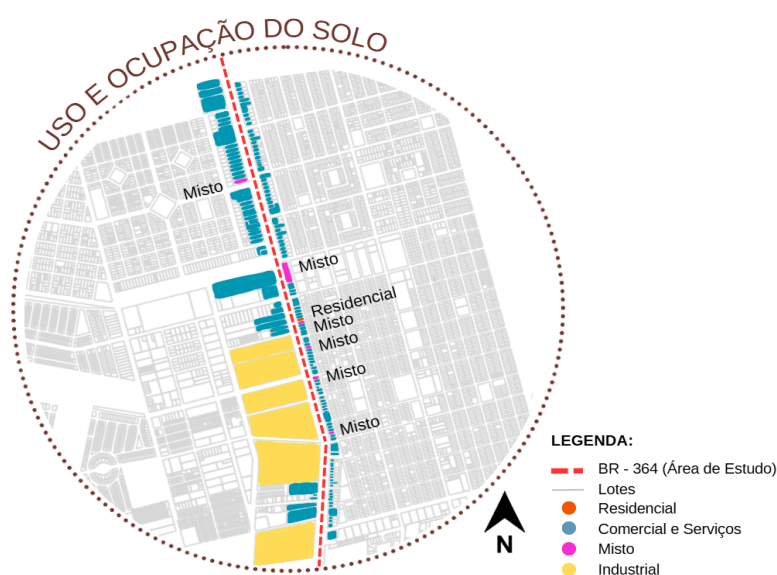 USO E OCUPAÇÃO DO SOLO
Misto
Misto
Residencial
Misto
Misto
Misto
Misto
LEGENDA:
BR - 364 (Área de Estudo)
Lotes
Residencial
Comercial e Serviços
Misto
Industrial
N